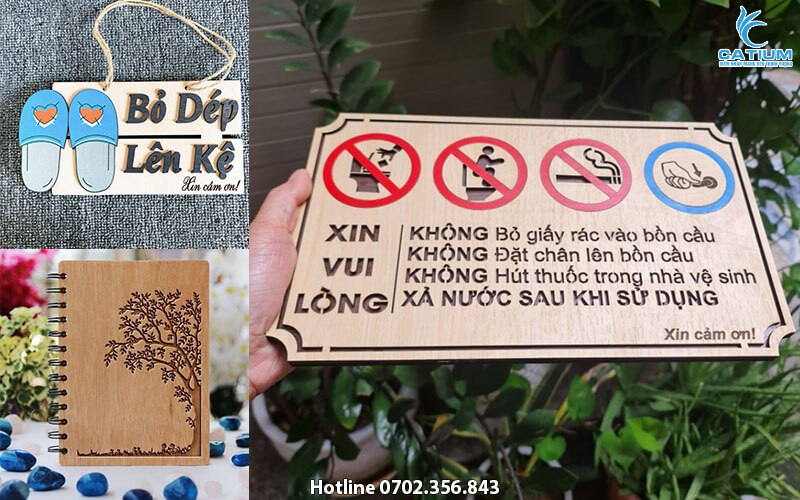 Bỏ Dép
Lên Kệ
Xin cảm ơn!
CATIUM
XIN
VUI
LÒNG
KHÔNG Bỏ giấy rác vào bồn cầu
KHÔNG Đặt chân lên bồn cầu
KHÔNG Hút thuốc trong nhà vệ sinh
XẢ NƯỚC SAU KHI SỬ DỤNG
Xin cảm ơn!
Hotline 0702.356.843